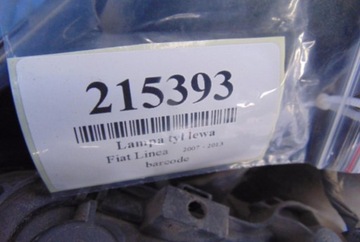 215393
Lampa tył lewa
Fiat Linea 2007 - 2013
barcode